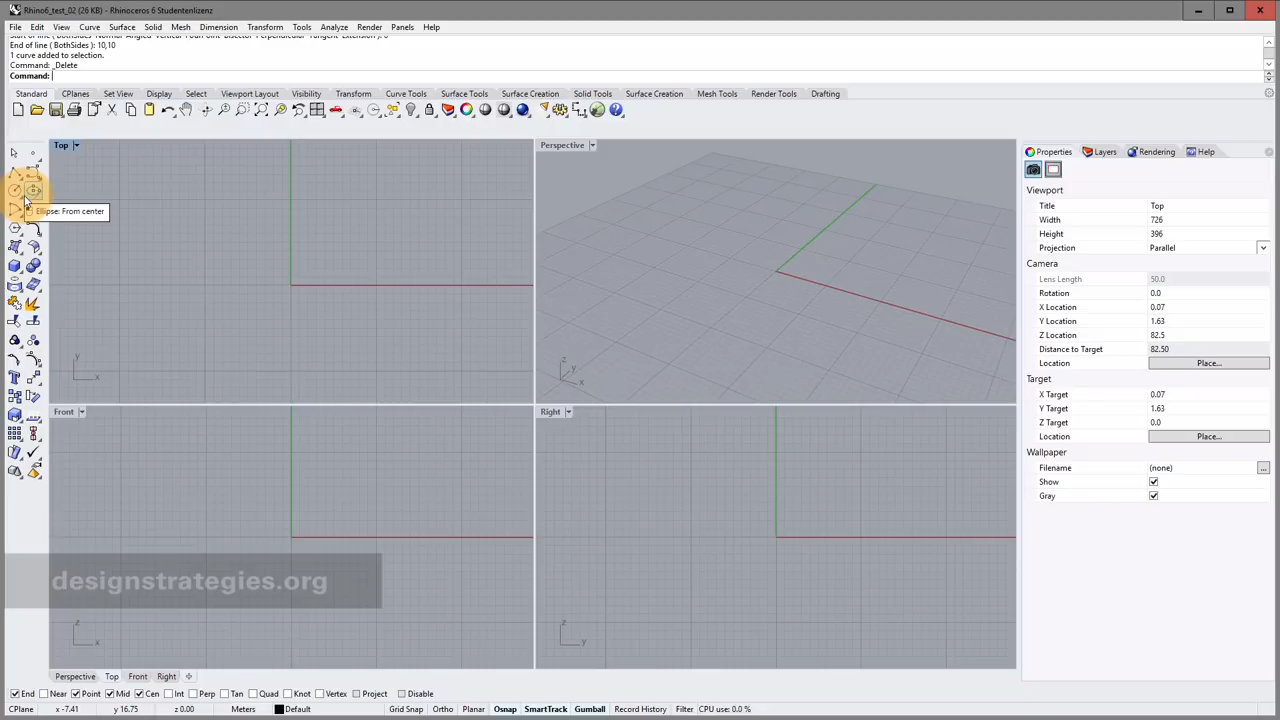 Rhino6_test_02 (26 KB) - Rhinoceros 6 Studentenlizenz
File Edit View Curve Surface Solid Mesh Dimension Transform Tools Analyze Render Panels Help
End of line ( BothSides ): 10,10
1 curve added to selection.
Command: _Delete
Command:
Standard CPlanes Set View Display Select Viewport Layout Visibility Transform Curve Tools Surface Tools Surface Creation Solid Tools Surface Creation Mesh Tools Render Tools Drafting
Top
Perspective
Properties Layers Rendering Help
Viewport
Title Top
Width 726
Height 396
Projection Parallel
Camera
Lens Length 50.0
Rotation 0.0
X Location 0.07
Y Location 1.63
Z Location 82.5
Distance to Target 82.50
Location Place...
Target
X Target 0.07
Y Target 1.63
Z Target 0.0
Location Place...
Wallpaper
Filename (none) ...
Show
Gray
Ellipse: From center
y
x
z
y
x
Front
Right
designstrategies.org
z
x
z
y
Perspective Top Front Right
End Near Point Mid Cen Int Perp Tan Quad Knot Vertex Project Disable
CPlane x -7.41 y 16.75 z 0.00 Meters Default Grid Snap Ortho Planar Osnap SmartTrack Gumball Record History Filter CPU use: 0.0 %